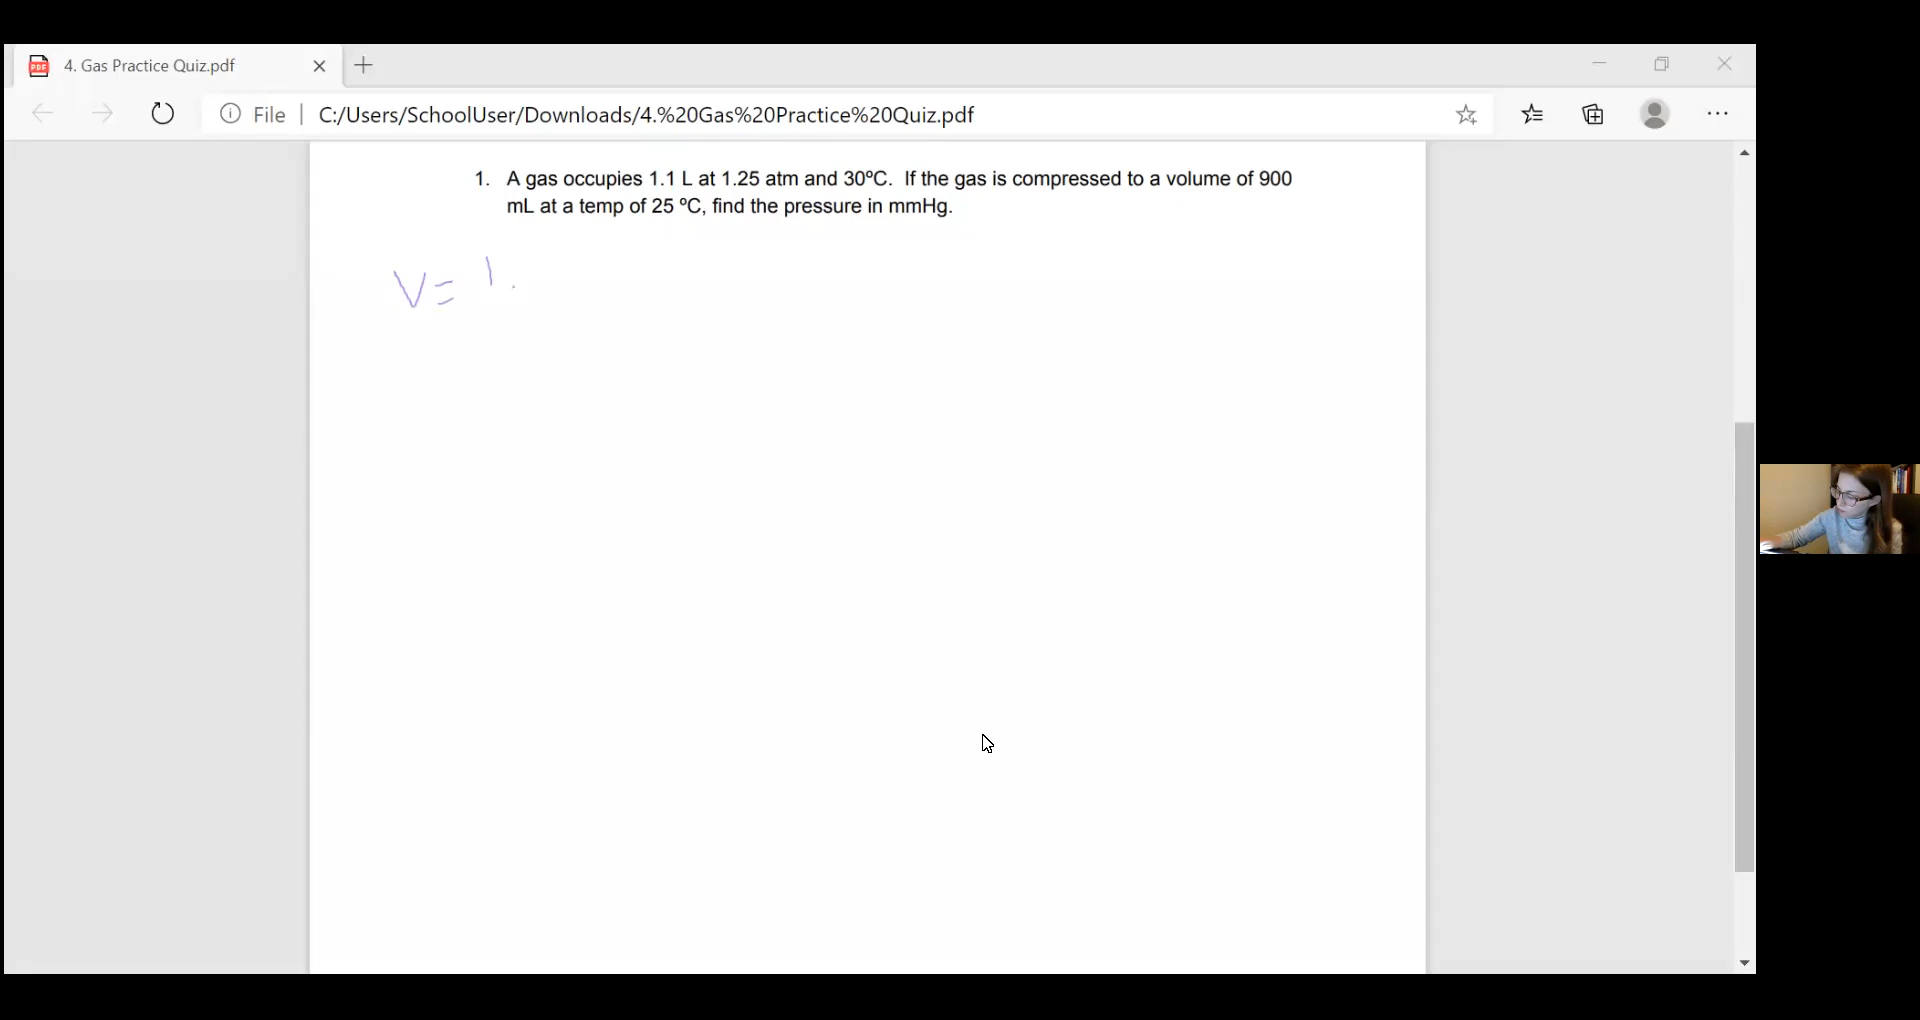 4. Gas Practice Quiz.pdf
File | C:/Users/SchoolUser/Downloads/4.%20Gas%20Practice%20Quiz.pdf
1. A gas occupies 1.1 L at 1.25 atm and 30ºC. If the gas is compressed to a volume of 900
mL at a temp of 25 ºC, find the pressure in mmHg.
V= 1.